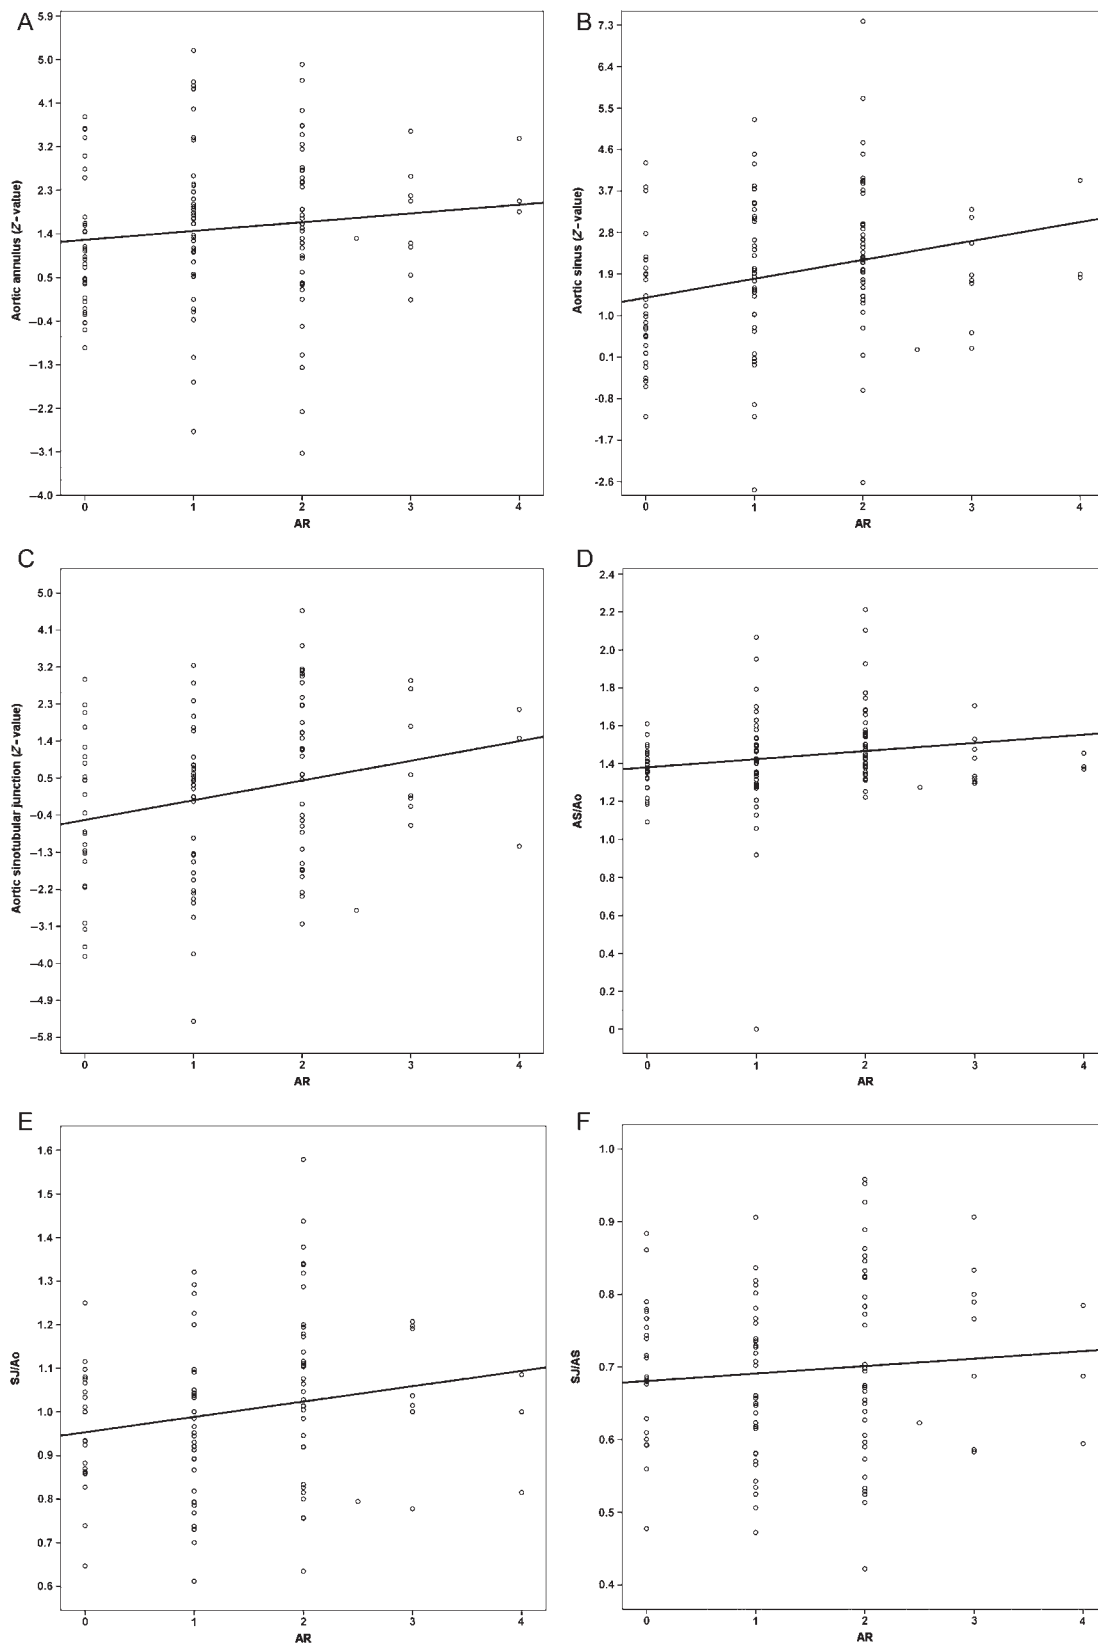 A
5.9
5.0
4.1
3.2
2.3
1.4
0.5
–0.4
–1.3
–2.2
–3.1
–4.0
Aortic annulus (Z-value)
0 1 2 3 4
AR
B
7.3
6.4
5.5
4.6
3.7
2.8
1.9
1.0
0.1
-0.8
-1.7
-2.6
Aortic sinus (Z-value)
0 1 2 3 4
AR
C
5.0
4.1
3.2
2.3
1.4
0.5
–0.4
–1.3
–2.2
–3.1
–4.0
–4.9
–5.8
Aortic sinotubular junction (Z-value)
0 1 2 3 4
AR
D
2.4
2.2
2.0
1.8
1.6
1.4
1.2
1.0
0.8
0.6
0.4
0.2
0
AS/Ao
0 1 2 3 4
AR
E
1.6
1.5
1.4
1.3
1.2
1.1
1.0
0.9
0.8
0.7
0.6
SJ/Ao
0 1 2 3 4
AR
F
1.0
0.9
0.8
0.7
0.6
0.5
0.4
SJ/AS
0 1 2 3 4
AR